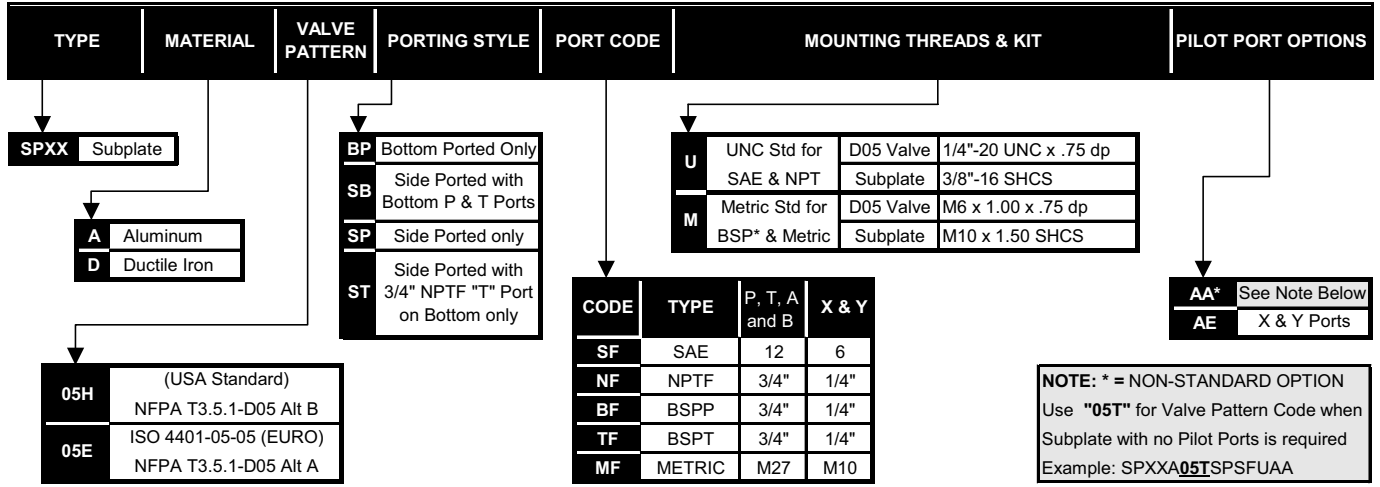 TYPE
MATERIAL
VALVE
PATTERN
PORTING STYLE
PORT CODE
MOUNTING THREADS & KIT
PILOT PORT OPTIONS
SPXX Subplate
A Aluminum
D Ductile Iron
05H (USA Standard)
NFPA T3.5.1-D05 Alt B
05E ISO 4401-05-05 (EURO)
NFPA T3.5.1-D05 Alt A
BP Bottom Ported Only
SB Side Ported with
Bottom P & T Ports
SP Side Ported only
ST Side Ported with
3/4" NPTF "T" Port
on Bottom only
CODE TYPE P, T, A and B X & Y
SF SAE 12 6
NF NPTF 3/4" 1/4"
BF BSPP 3/4" 1/4"
TF BSPT 3/4" 1/4"
MF METRIC M27 M10
U UNC Std for D05 Valve 1/4"-20 UNC x .75 dp
SAE & NPT Subplate 3/8"-16 SHCS
M Metric Std for D05 Valve M6 x 1.00 x .75 dp
BSP* & Metric Subplate M10 x 1.50 SHCS
AA* See Note Below
AE X & Y Ports
NOTE: * = NON-STANDARD OPTION
Use "05T" for Valve Pattern Code when
Subplate with no Pilot Ports is required
Example: SPXXA05TSPSFUAA